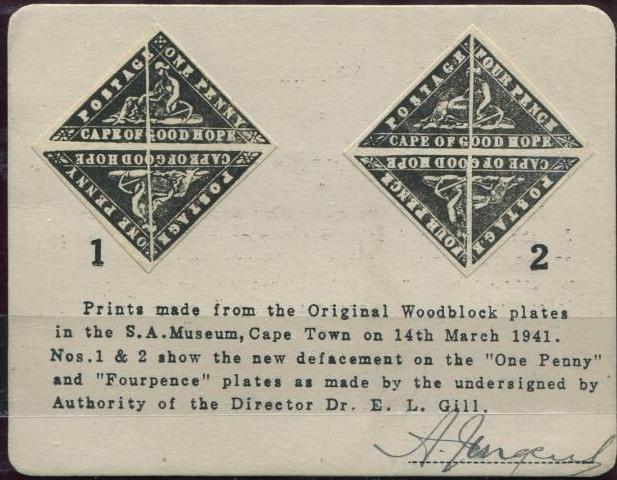 POSTAGE ONE PENNY
CAPE OF GOOD HOPE
CAPE OF GOOD HOPE
ONE PENNY POSTAGE
1
POSTAGE FOUR PENCE
CAPE OF GOOD HOPE
CAPE OF GOOD HOPE
FOUR PENCE POSTAGE
2
Prints made from the Original Woodblock plates
in the S.A.Museum, Cape Town on 14th March 1941.
Nos.1 & 2 show the new defacement on the "One Penny"
and "Fourpence" plates as made by the undersigned by
Authority of the Director Dr. E. L. Gill.